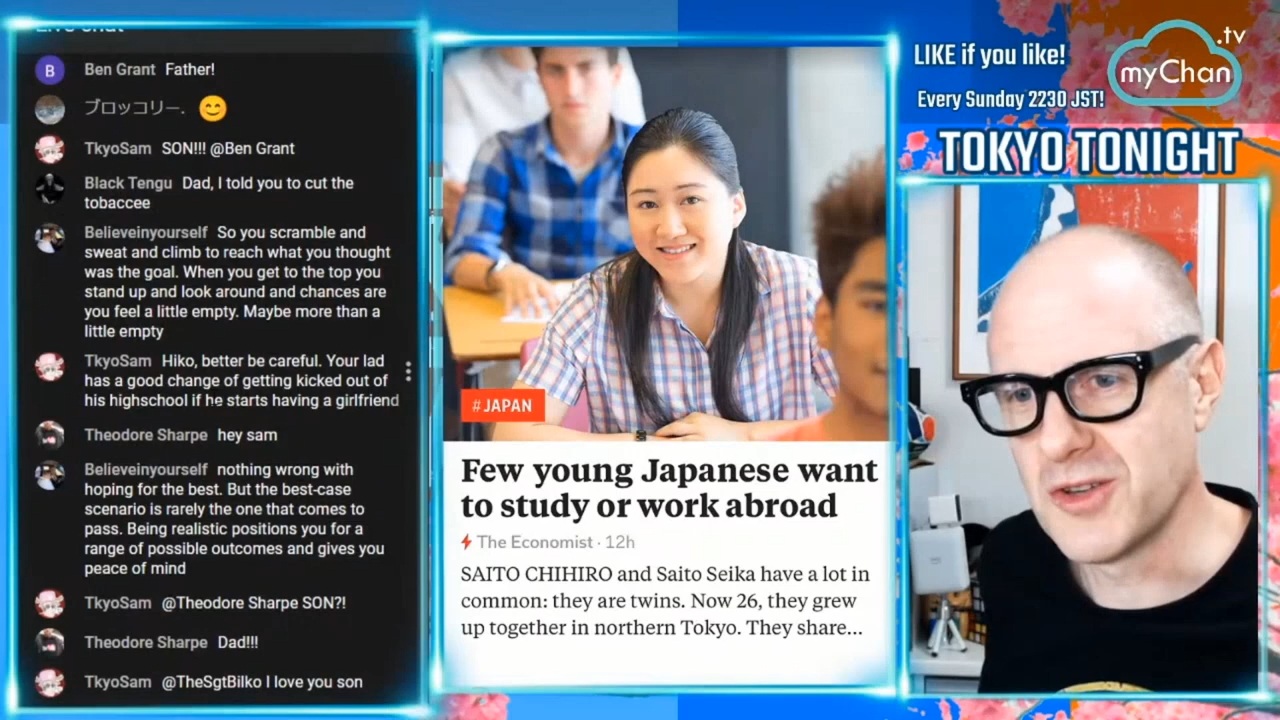 Live chat
Ben Grant Father!
ブロッコリー. 😊
TkyoSam SON!!! @Ben Grant
Black Tengu Dad, I told you to cut the
tobaccee
Believeinyourself So you scramble and
sweat and climb to reach what you thought
was the goal. When you get to the top you
stand up and look around and chances are
you feel a little empty. Maybe more than a
little empty
TkyoSam Hiko, better be careful. Your lad
has a good change of getting kicked out of
his highschool if he starts having a girlfriend
Theodore Sharpe hey sam
Believeinyourself nothing wrong with
hoping for the best. But the best-case
scenario is rarely the one that comes to
pass. Being realistic positions you for a
range of possible outcomes and gives you
peace of mind
TkyoSam @Theodore Sharpe SON?!
Theodore Sharpe Dad!!!
TkyoSam @TheSgtBilko I love you son
B
#JAPAN
Few young Japanese want
to study or work abroad
The Economist · 12h
SAITO CHIHIRO and Saito Seika have a lot in
common: they are twins. Now 26, they grew
up together in northern Tokyo. They share...
LIKE if you like!
Every Sunday 2230 JST!
myChan.tv
TOKYO TONIGHT